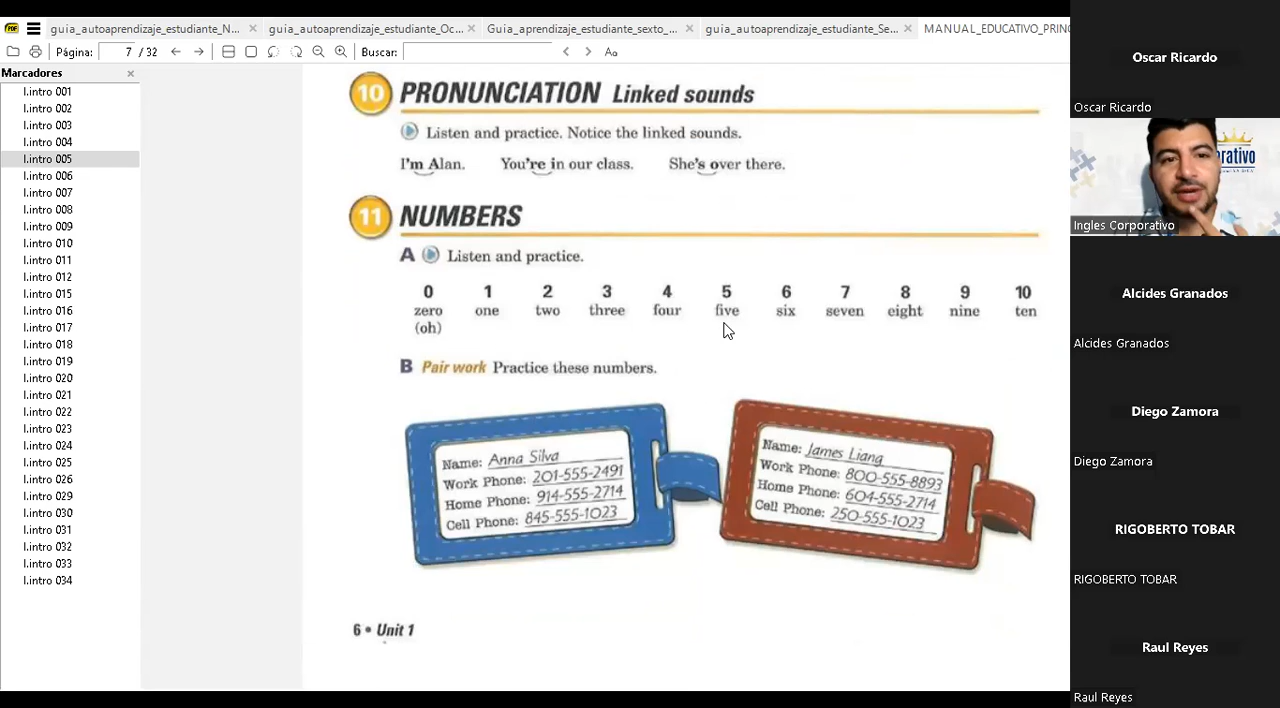 guia_autoaprendizaje_estudiante_N... ×
guia_autoaprendizaje_estudiante_Oc... ×
Guia_aprendizaje_estudiante_sexto_... ×
guia_autoaprendizaje_estudiante_Se... ×
MANUAL_EDUCATIVO_PRINC
Página: 7 / 32
Buscar:
Marcadores ×
I.intro 001
I.intro 002
I.intro 003
I.intro 004
I.intro 005
I.intro 006
I.intro 007
I.intro 008
I.intro 009
I.intro 010
I.intro 011
I.intro 012
I.intro 015
I.intro 016
I.intro 017
I.intro 018
I.intro 019
I.intro 020
I.intro 021
I.intro 022
I.intro 023
I.intro 024
I.intro 025
I.intro 026
I.intro 029
I.intro 030
I.intro 031
I.intro 032
I.intro 033
I.intro 034
10 PRONUNCIATION Linked sounds
Listen and practice. Notice the linked sounds.
I'm Alan. You're in our class. She's over there.
11 NUMBERS
A Listen and practice.
0 1 2 3 4 5 6 7 8 9 10
zero one two three four five six seven eight nine ten
(oh)
B Pair work Practice these numbers.
Name: Anna Silva
Work Phone: 201-555-2491
Home Phone: 914-555-2714
Cell Phone: 845-555-1023
Name: James Liang
Work Phone: 800-555-8893
Home Phone: 604-555-2714
Cell Phone: 250-555-1023
6 • Unit 1
Oscar Ricardo
Oscar Ricardo
orativo
Ingles Corporativo
Alcides Granados
Alcides Granados
Diego Zamora
Diego Zamora
RIGOBERTO TOBAR
RIGOBERTO TOBAR
Raul Reyes
Raul Reyes